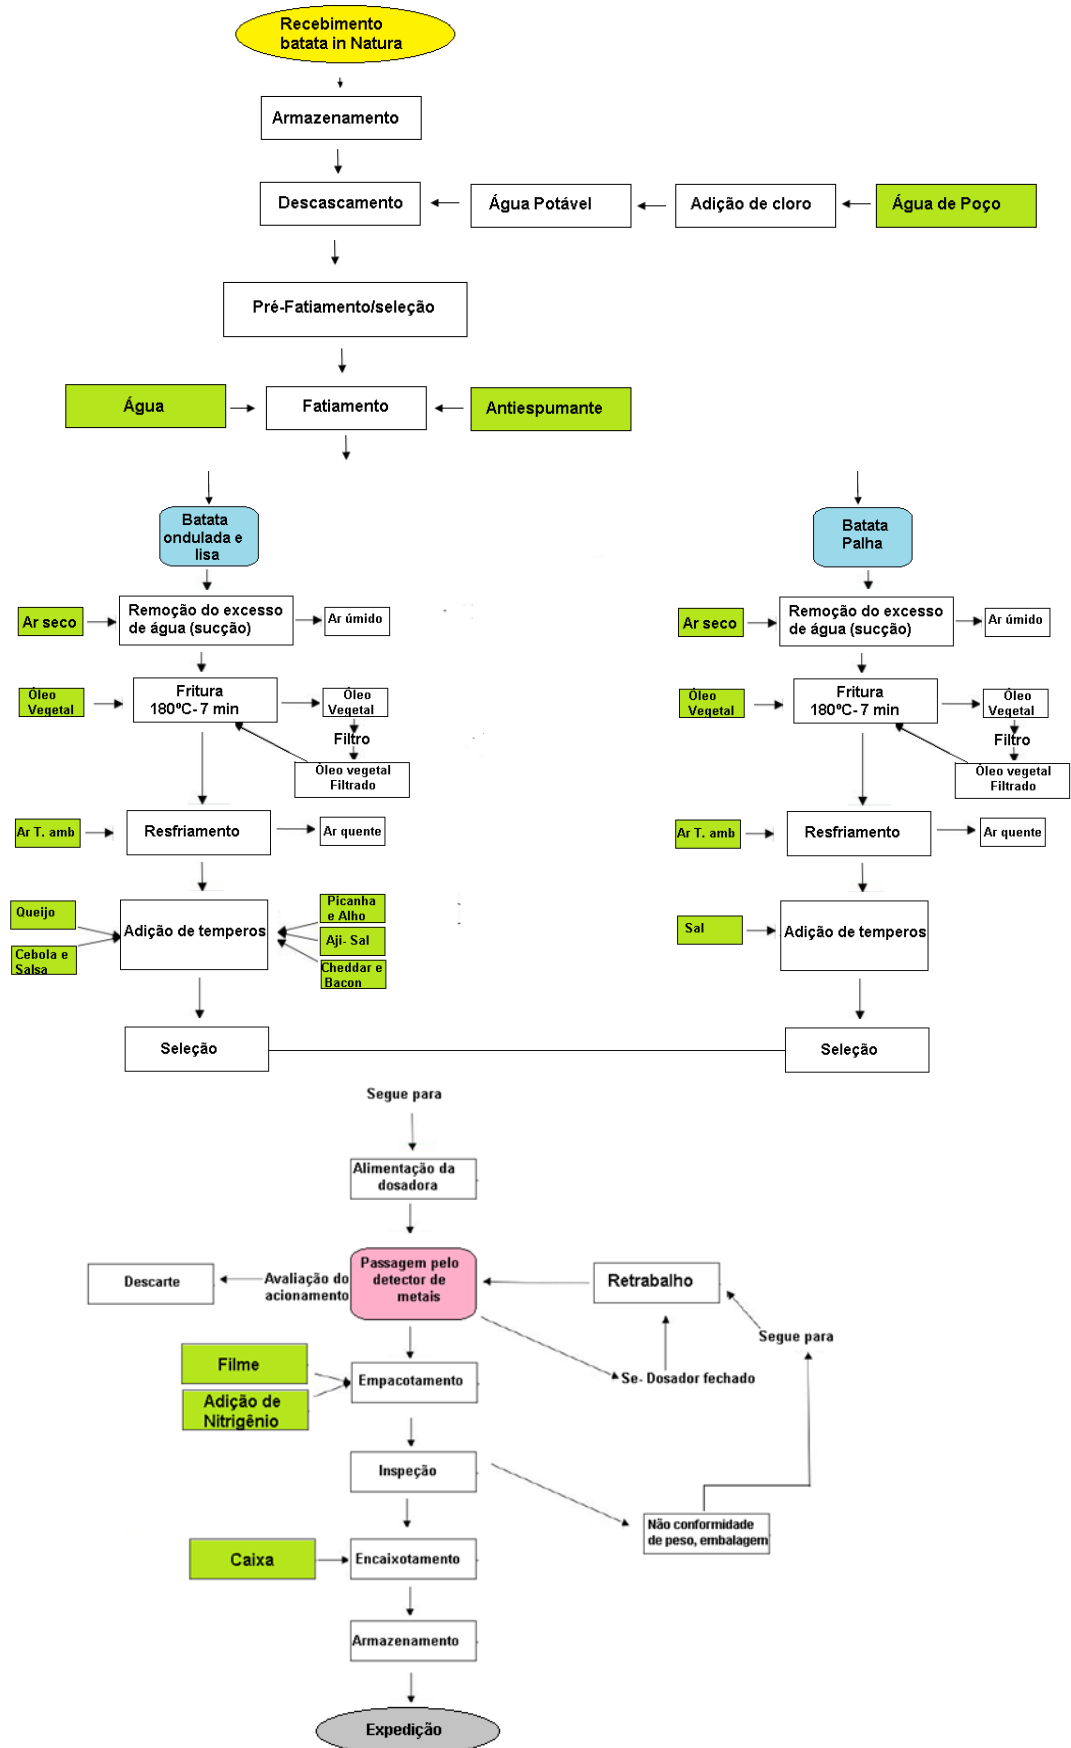 Recebimento
batata in Natura
Armazenamento
Descascamento
Água Potável
Adição de cloro
Água de Poço
Pré-Fatiamento/seleção
Água
Fatiamento
Antiespumante
Batata
ondulada e
lisa
Batata
Palha
Ar seco
Remoção do excesso
de água (sucção)
Ar úmido
Ar seco
Remoção do excesso
de água (sucção)
Ar úmido
Óleo
Vegetal
Fritura
180ºC- 7 min
Óleo
Vegetal
Filtro
Óleo vegetal
Filtrado
Óleo
Vegetal
Fritura
180ºC- 7 min
Óleo
Vegetal
Filtro
Óleo vegetal
Filtrado
Ar T. amb
Resfriamento
Ar quente
Ar T. amb
Resfriamento
Ar quente
Queijo
Cebola e
Salsa
Adição de temperos
Picanha
e Alho
Aji- Sal
Cheddar e
Bacon
Sal
Adição de temperos
Seleção
Seleção
Segue para
Alimentação da
dosadora
Descarte
Avaliação do
acionamento
Passagem pelo
detector de
metais
Retrabalho
Segue para
Se- Dosador fechado
Filme
Adição de
Nitrigênio
Empacotamento
Inspeção
Não conformidade
de peso, embalagem
Caixa
Encaixotamento
Armazenamento
Expedição